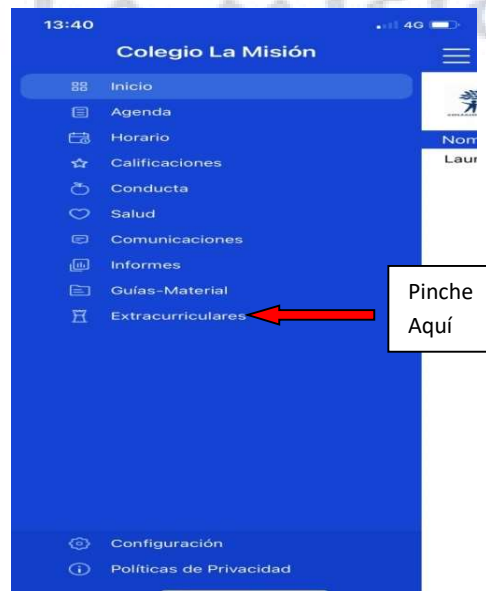 13:40
4G
Colegio La Misión
Inicio
Agenda
Horario
Nom
Calificaciones
Laur
Conducta
Salud
Comunicaciones
Informes
Guías-Material
Extracurriculares
Pinche
Aquí
Configuración
Políticas de Privacidad